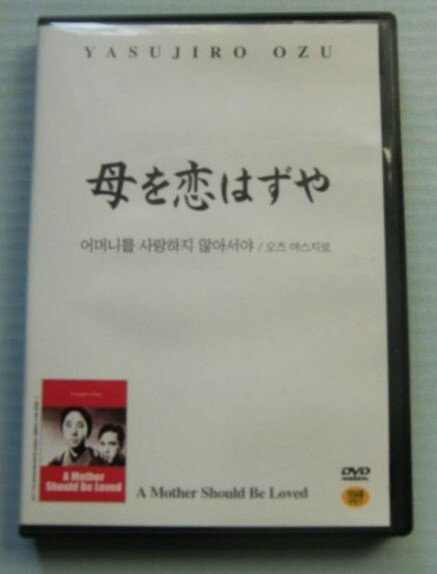 YASUJIRO OZU
母を恋はずや
어머니를 사랑하지 않아서야 / 오즈 야스지로
A Mother
Should Be Loved
A Mother Should Be Loved
DVD